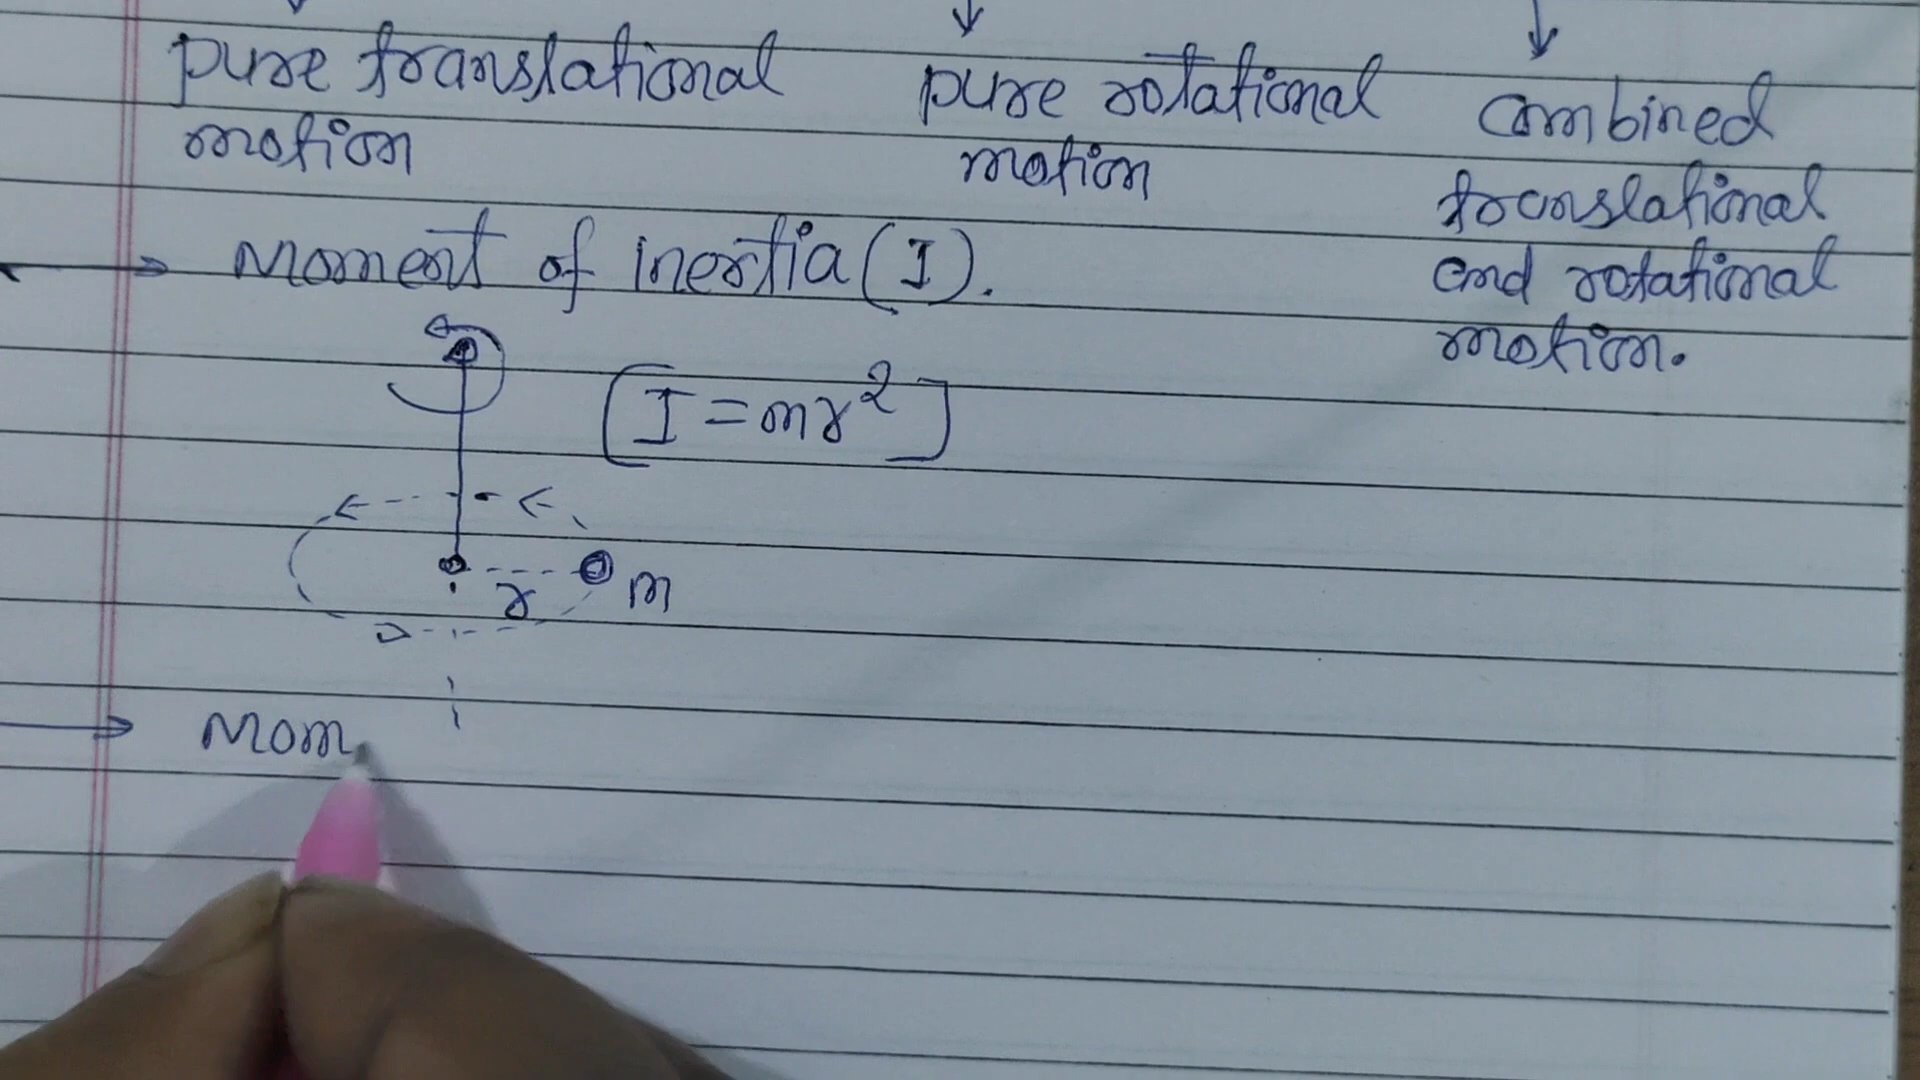 pure translational
motion
pure rotational
motion
combined
translational
and rotational
motion.
Moment of inertia (I).
[I = mr²]
r
m
Mom